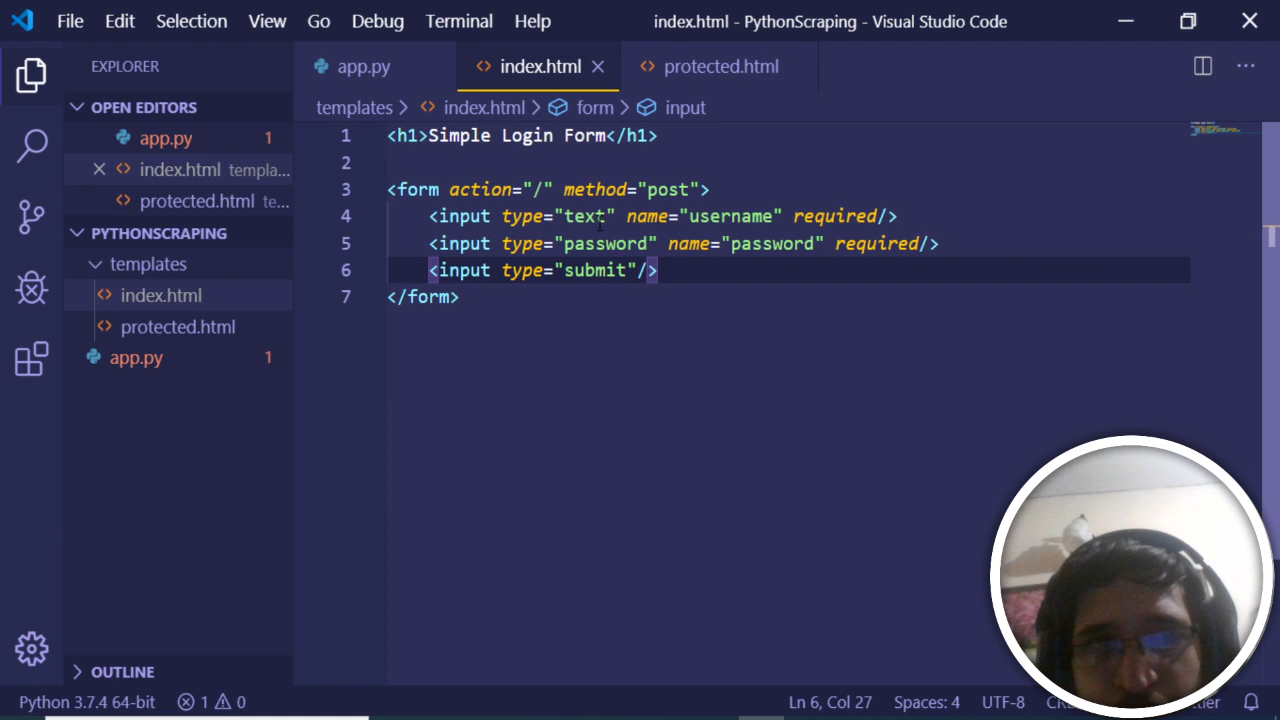 File Edit Selection View Go Debug Terminal Help index.html - PythonScraping - Visual Studio Code
EXPLORER
OPEN EDITORS
app.py 1
index.html templa...
protected.html te...
PYTHONSCRAPING
templates
index.html
protected.html
app.py 1
OUTLINE
app.py index.html protected.html
templates > index.html > form > input
1 <h1>Simple Login Form</h1>
2
3 <form action="/" method="post">
4 <input type="text" name="username" required/>
5 <input type="password" name="password" required/>
6 <input type="submit"/>
7 </form>
Python 3.7.4 64-bit 1 0 Ln 6, Col 27 Spaces: 4 UTF-8